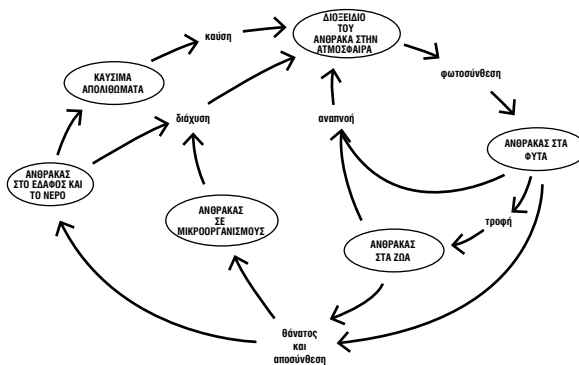 ΔΙΟΞΕΙΔΙΟ
ΤΟΥ
ΑΝΘΡΑΚΑ ΣΤΗΝ
ΑΤΜΟΣΦΑΙΡΑ
καύση
φωτοσύνθεση
ΚΑΥΣΙΜΑ
ΑΠΟΛΙΘΩΜΑΤΑ
διάχυση
αναπνοή
ΑΝΘΡΑΚΑΣ ΣΤΑ
ΦΥΤΑ
ΑΝΘΡΑΚΑΣ
ΣΤΟ ΕΔΑΦΟΣ ΚΑΙ
ΤΟ ΝΕΡΟ
ΑΝΘΡΑΚΑΣ
ΣΕ
ΜΙΚΡΟΟΡΓΑΝΙΣΜΟΥΣ
τροφή
ΑΝΘΡΑΚΑΣ
ΣΤΑ ΖΩΑ
θάνατος
και
αποσύνθεση